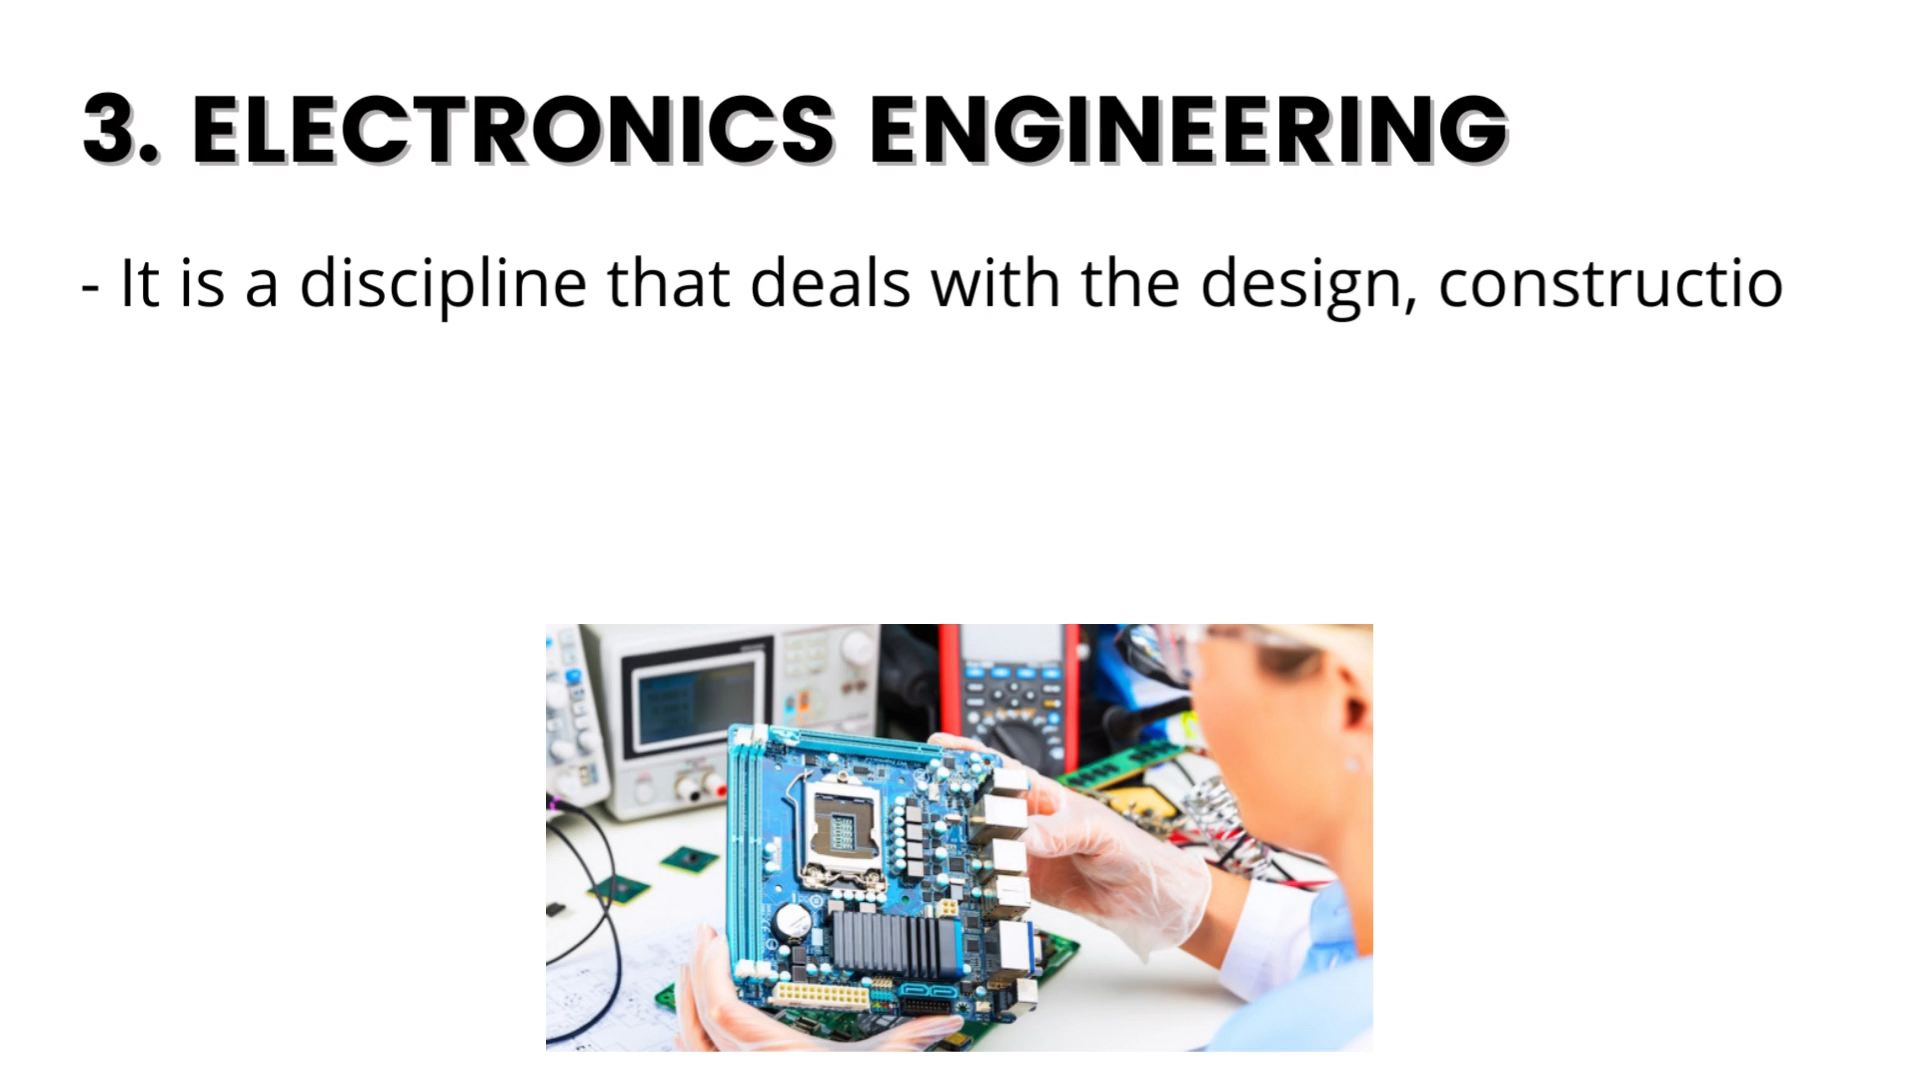 3. ELECTRONICS ENGINEERING
- It is a discipline that deals with the design, constructio